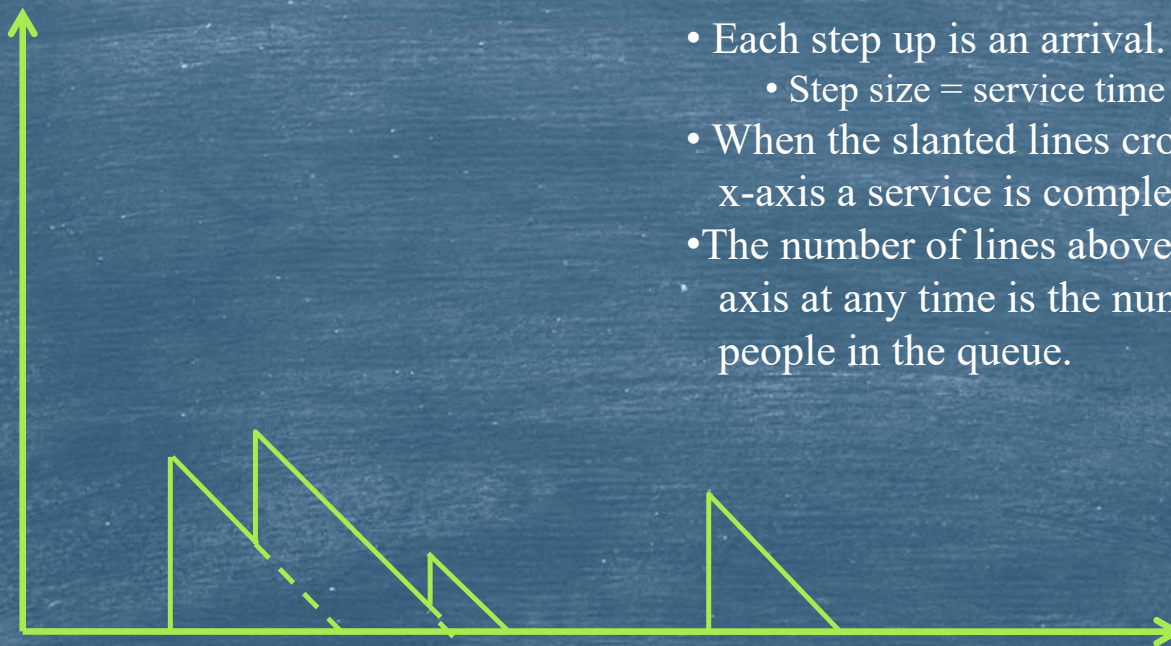 • Each step up is an arrival.
• Step size = service time
• When the slanted lines cro
x-axis a service is comple
•The number of lines above
axis at any time is the nu
people in the queue.